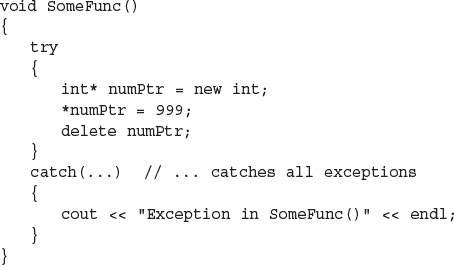 void SomeFunc()
{
try
{
int* numPtr = new int;
*numPtr = 999;
delete numPtr;
}
catch(...)  // ... catches all exceptions
{
cout << "Exception in SomeFunc()" << endl;
}
}